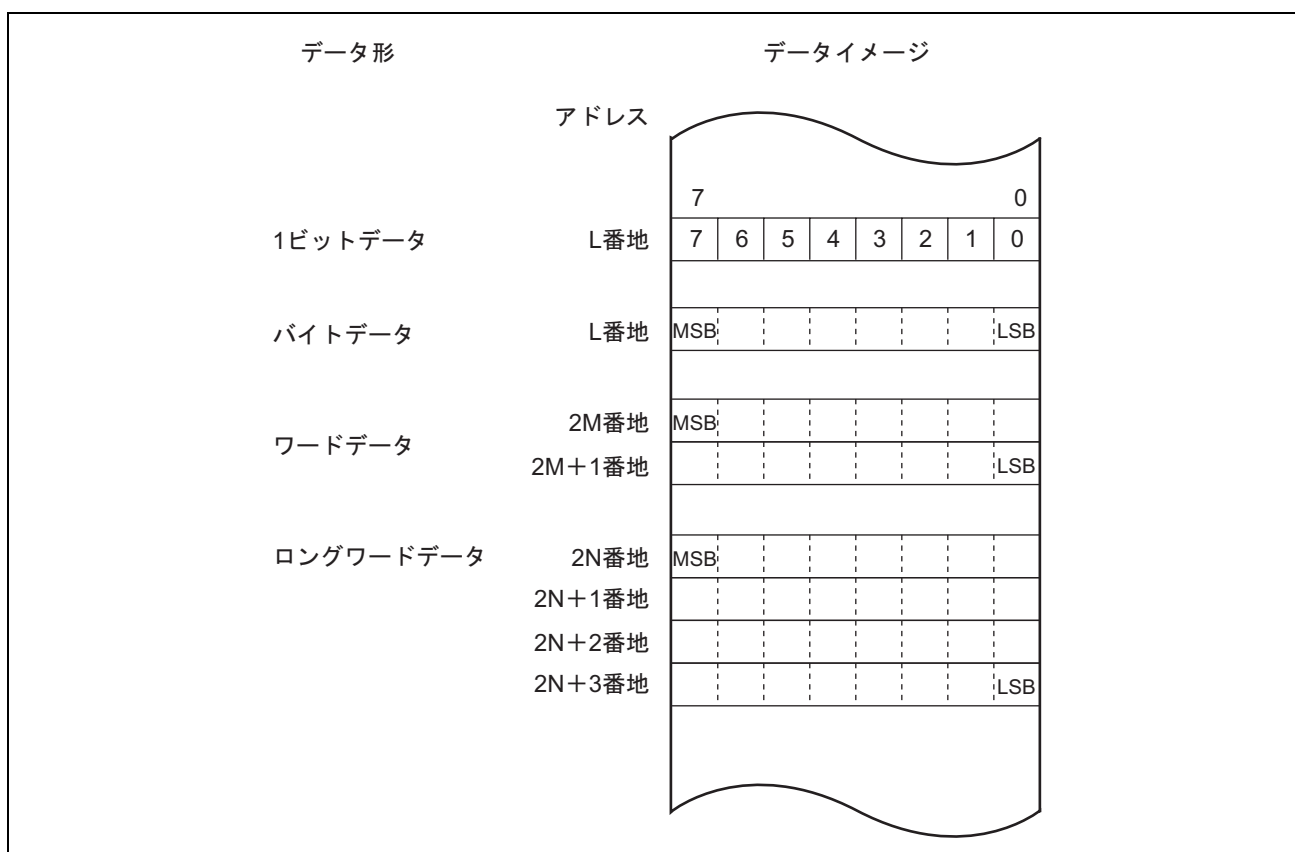 データ形 データイメージ
アドレス
7 0
1ビットデータ L番地 7 6 5 4 3 2 1 0
バイトデータ L番地 MSB LSB
ワードデータ 2M番地 MSB
2M＋1番地 LSB
ロングワードデータ 2N番地 MSB
2N＋1番地
2N＋2番地
2N＋3番地 LSB